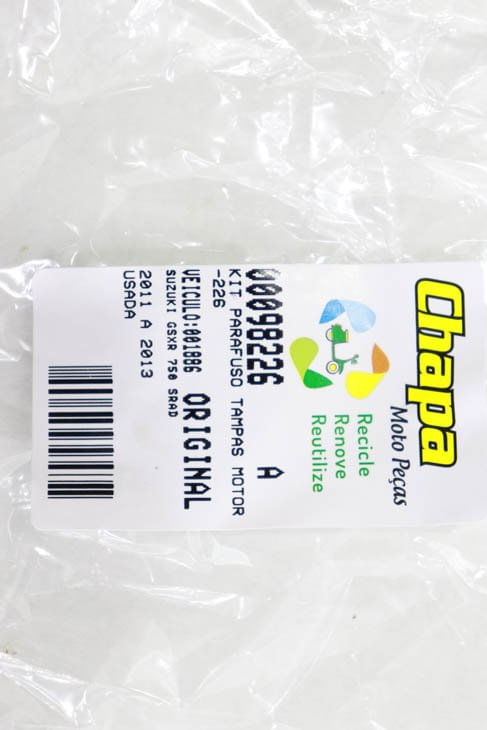 Chapa
Moto Peças
Recicle
Renove
Reutilize
00098226 A
KIT PARAFUSO TAMPAS MOTOR
-226
VEICULO:001886 ORIGINAL
SUZUKI GSXR 750 SRAD
2011 A 2013
USADA